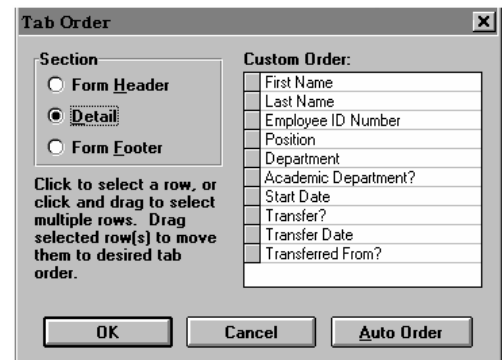 Tab Order
Section
Form Header
Detail
Form Footer
Click to select a row, or
click and drag to select
multiple rows. Drag
selected row(s) to move
them to desired tab
order.
Custom Order:
First Name
Last Name
Employee ID Number
Position
Department
Academic Department?
Start Date
Transfer?
Transfer Date
Transferred From?
OK
Cancel
Auto Order